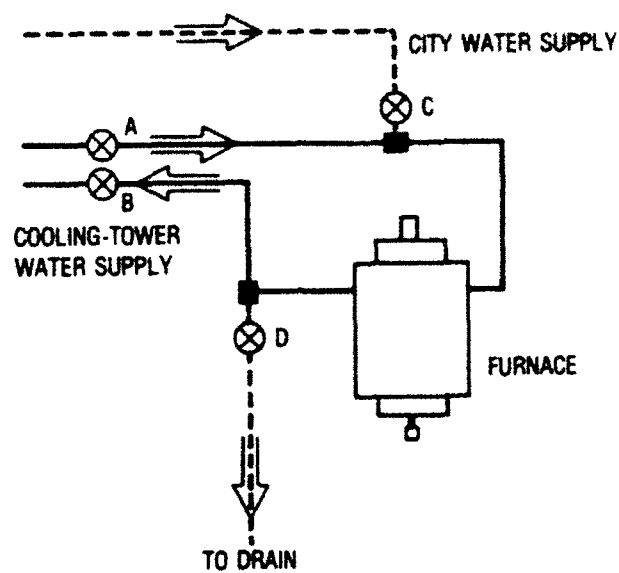 CITY WATER SUPPLY
C
A
B
COOLING-TOWER
WATER SUPPLY
D
FURNACE
TO DRAIN